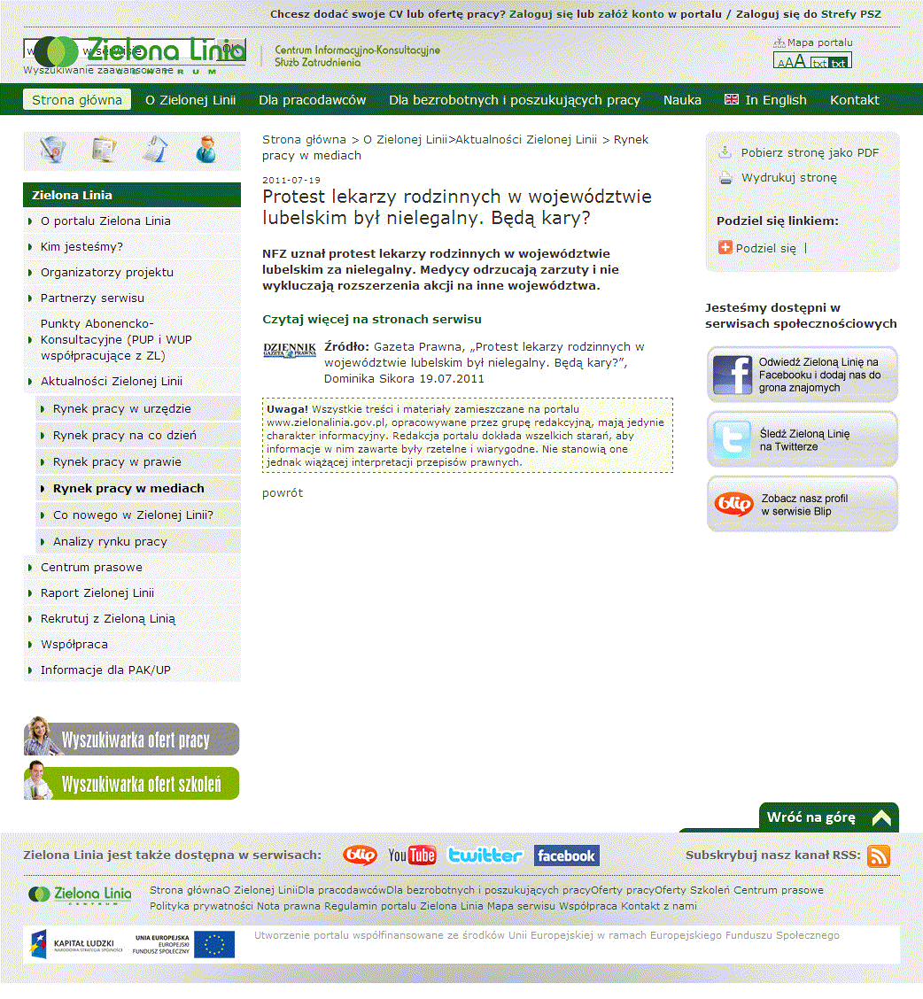 Chcesz dodać swoje CV lub ofertę pracy? Zaloguj się lub załóż konto w portalu / Zaloguj się do Strefy PSZ
Zielona Linia
CENTRUM
Wyszukiwanie zaawansowane
Centrum Informacyjno-Konsultacyjne
Służb Zatrudnienia
Mapa portalu
AAA txt txt
Strona główna O Zielonej Linii Dla pracodawców Dla bezrobotnych i poszukujących pracy Nauka In English Kontakt
Zielona Linia
O portalu Zielona Linia
Kim jesteśmy?
Organizatorzy projektu
Partnerzy serwisu
Punkty Abonencko-
Konsultacyjne (PUP i WUP
współpracujące z ZL)
Aktualności Zielonej Linii
Rynek pracy w urzędzie
Rynek pracy na co dzień
Rynek pracy w prawie
Rynek pracy w mediach
Co nowego w Zielonej Linii?
Analizy rynku pracy
Centrum prasowe
Raport Zielonej Linii
Rekrutuj z Zieloną Linią
Współpraca
Informacje dla PAK/UP
Wyszukiwarka ofert pracy
Wyszukiwarka ofert szkoleń
Strona główna > O Zielonej Linii>Aktualności Zielonej Linii > Rynek
pracy w mediach
2011-07-19
Protest lekarzy rodzinnych w województwie
lubelskim był nielegalny. Będą kary?
NFZ uznał protest lekarzy rodzinnych w województwie
lubelskim za nielegalny. Medycy odrzucają zarzuty i nie
wykluczają rozszerzenia akcji na inne województwa.
Czytaj więcej na stronach serwisu
DZIENNIK
GAZETA PRAWNA
Źródło: Gazeta Prawna, „Protest lekarzy rodzinnych w
województwie lubelskim był nielegalny. Będą kary?”,
Dominika Sikora 19.07.2011
Uwaga! Wszystkie treści i materiały zamieszczane na portalu
www.zielonalinia.gov.pl, opracowywane przez grupę redakcyjną, mają jedynie
charakter informacyjny. Redakcja portalu dokłada wszelkich starań, aby
informacje w nim zawarte były rzetelne i wiarygodne. Nie stanowią one
jednak wiążącej interpretacji przepisów prawnych.
powrót
Pobierz stronę jako PDF
Wydrukuj stronę
Podziel się linkiem:
Podziel się |
Jesteśmy dostępni w
serwisach społecznościowych
Odwiedź Zieloną Linię na
Facebooku i dodaj nas do
grona znajomych
Śledź Zieloną Linię
na Twitterze
blip
Zobacz nasz profil
w serwisie Blip
Wróć na górę
Zielona Linia jest także dostępna w serwisach: blip YouTube twitter facebook Subskrybuj nasz kanał RSS:
Zielona Linia
CENTRUM
Strona głównaO Zielonej LiniiDla pracodawcówDla bezrobotnych i poszukujących pracyOferty pracyOferty Szkoleń Centrum prasowe
Polityka prywatności Nota prawna Regulamin portalu Zielona Linia Mapa serwisu Współpraca Kontakt z nami
KAPITAŁ LUDZKI
NARODOWA STRATEGIA SPÓJNOŚCI
UNIA EUROPEJSKA
EUROPEJSKI
FUNDUSZ SPOŁECZNY
Utworzenie portalu współfinansowane ze środków Unii Europejskiej w ramach Europejskiego Funduszu Społecznego